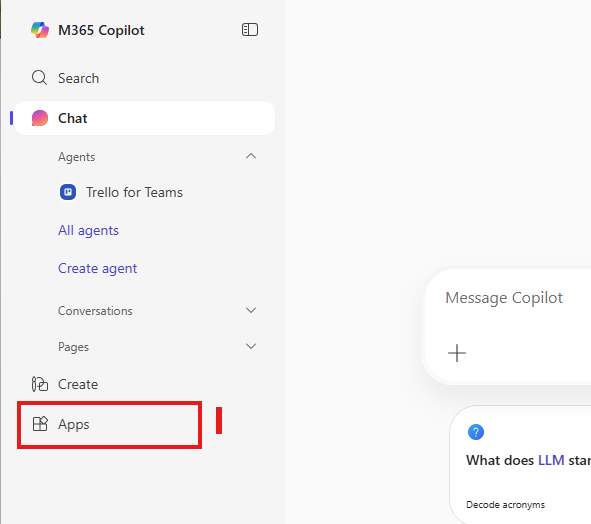 M365 Copilot
Search
Chat
Agents
Trello for Teams
All agents
Create agent
Conversations
Pages
Create
Apps
Message Copilot
?
What does LLM
Decode acronyms